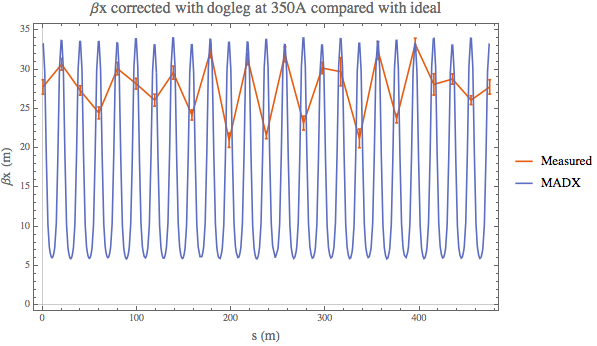 βx corrected with dogleg at 350A compared with ideal
35
30
25
20
15
10
5
0
βx (m)
0
100
200
300
400
s (m)
Measured
MADX